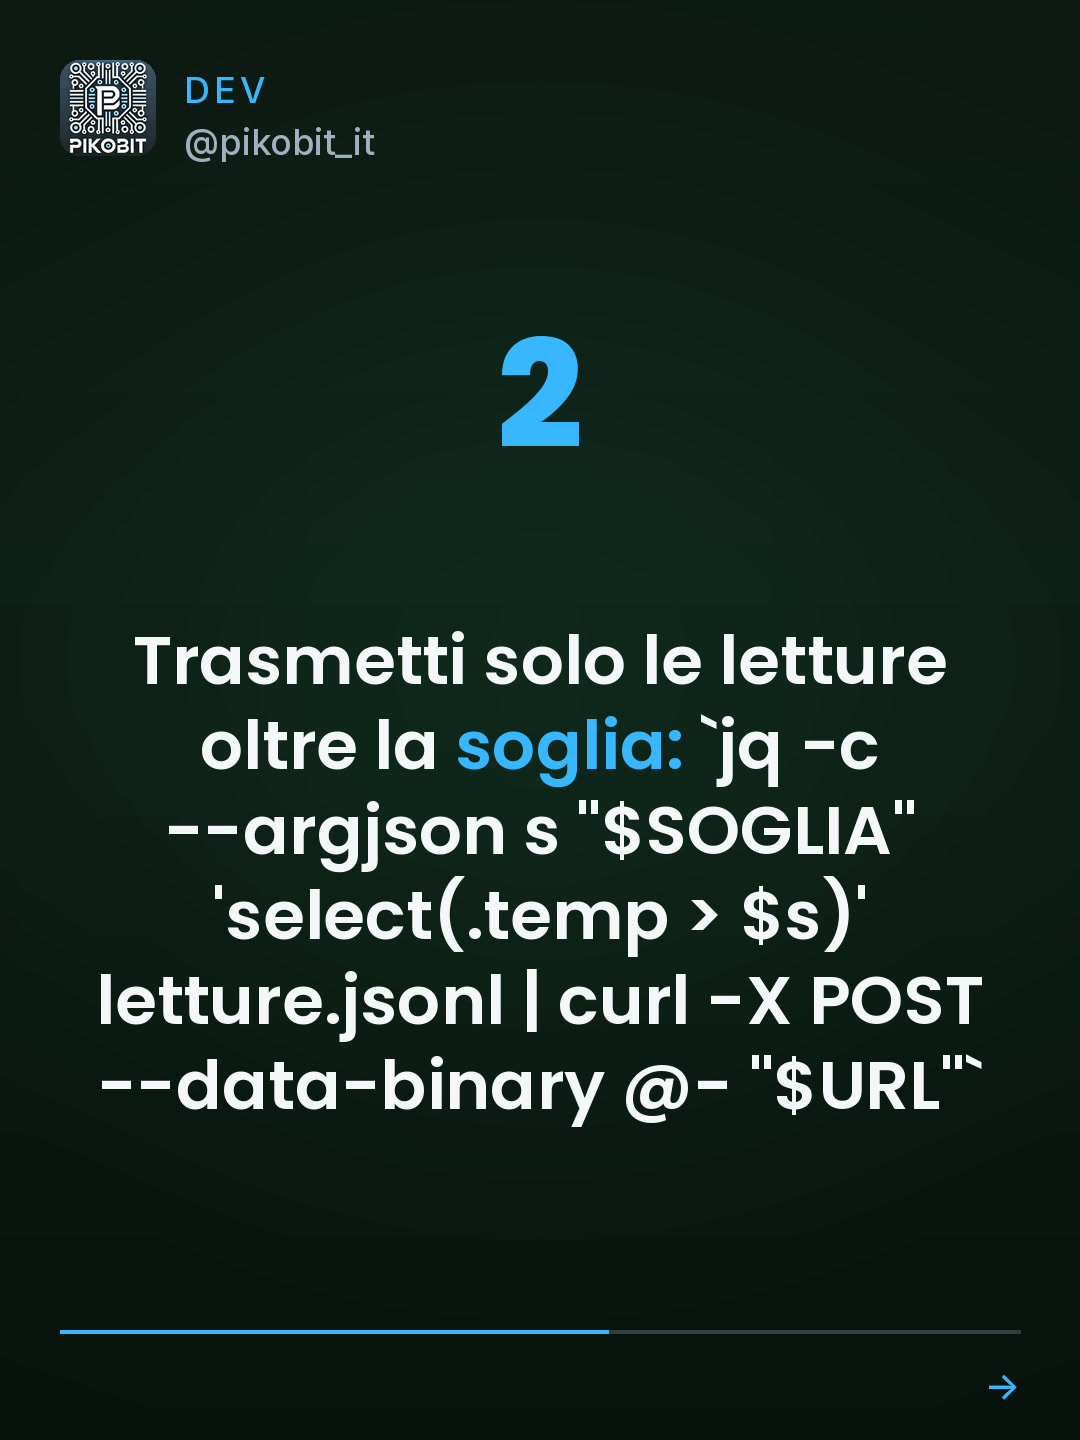 PIKOBIT
DEV
@pikobit_it
2
Trasmetti solo le letture
oltre la soglia: `jq -c
--argjson s "$SOGLIA"
'select(.temp > $s)'
letture.jsonl | curl -X POST
--data-binary @- "$URL"`
→